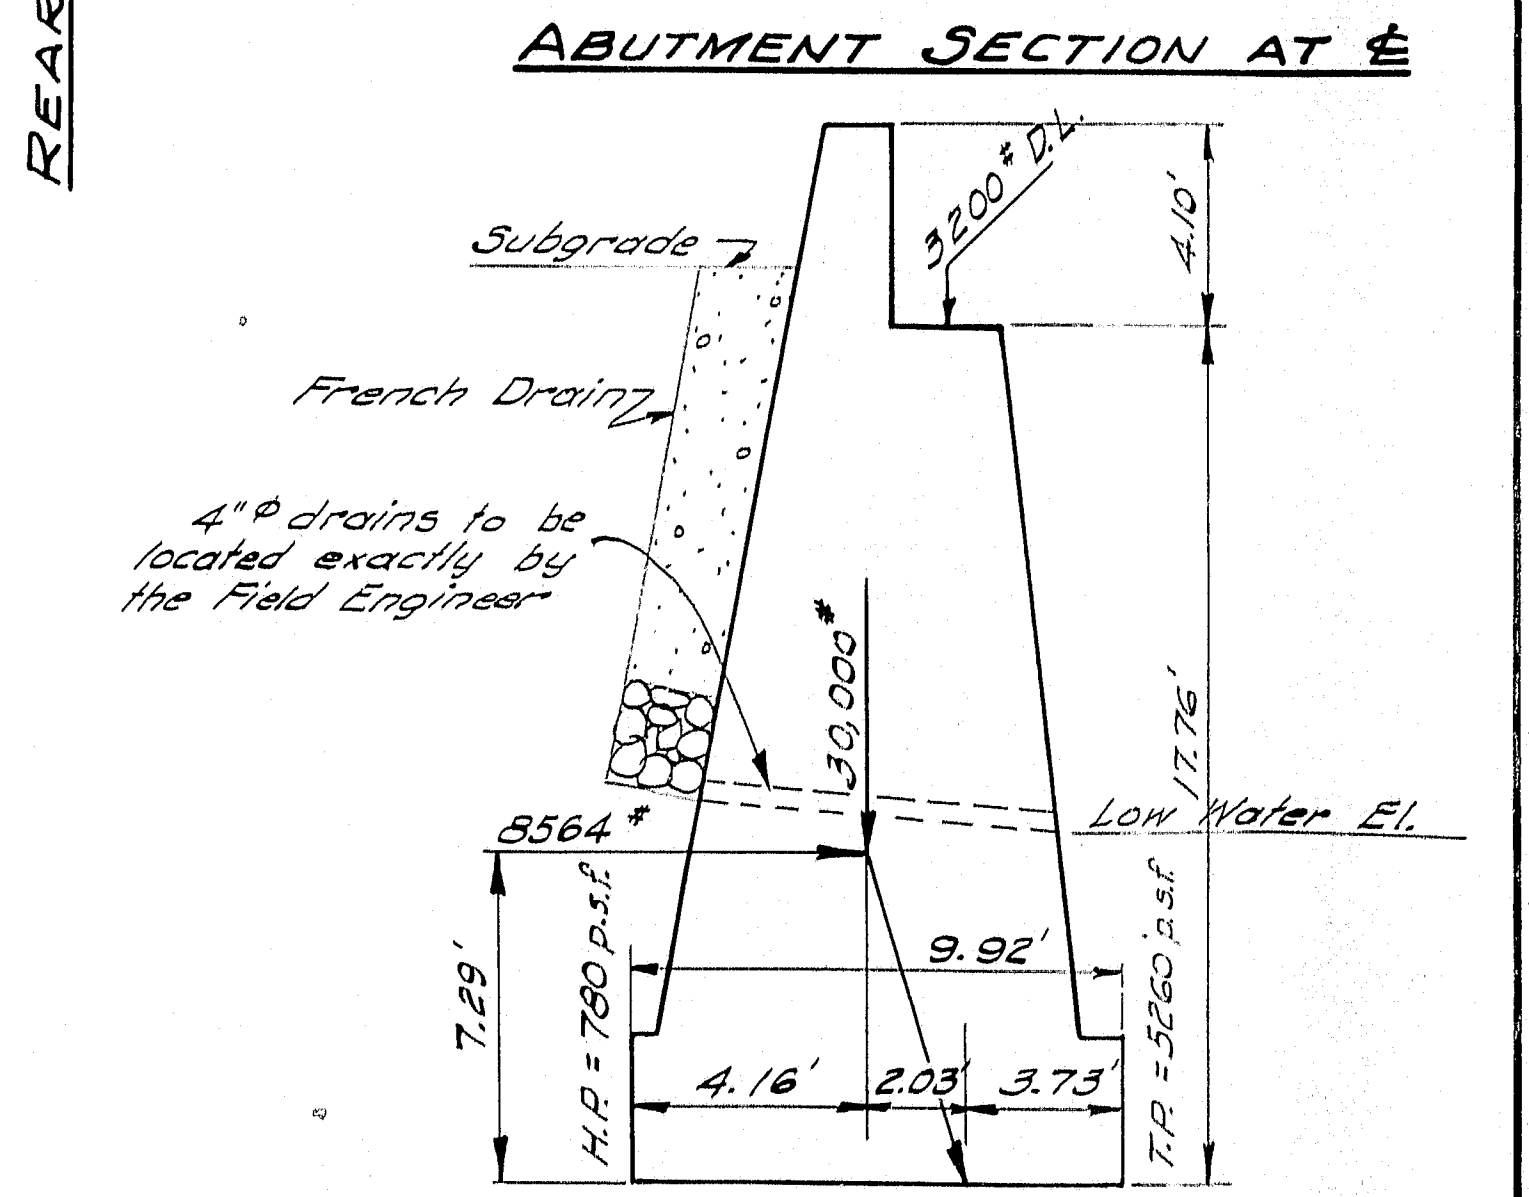 REAR
ABUTMENT SECTION AT ℄
3200# D.L.
4.10'
Subgrade
French Drain
4"φ drains to be
located exactly by
the Field Engineer
30,000#
17.76'
Low Water El.
8564#
7.29'
H.P. = 780 p.s.f.
9.92'
T.P. = 5260 p.s.f.
4.16'
2.03'
3.73'